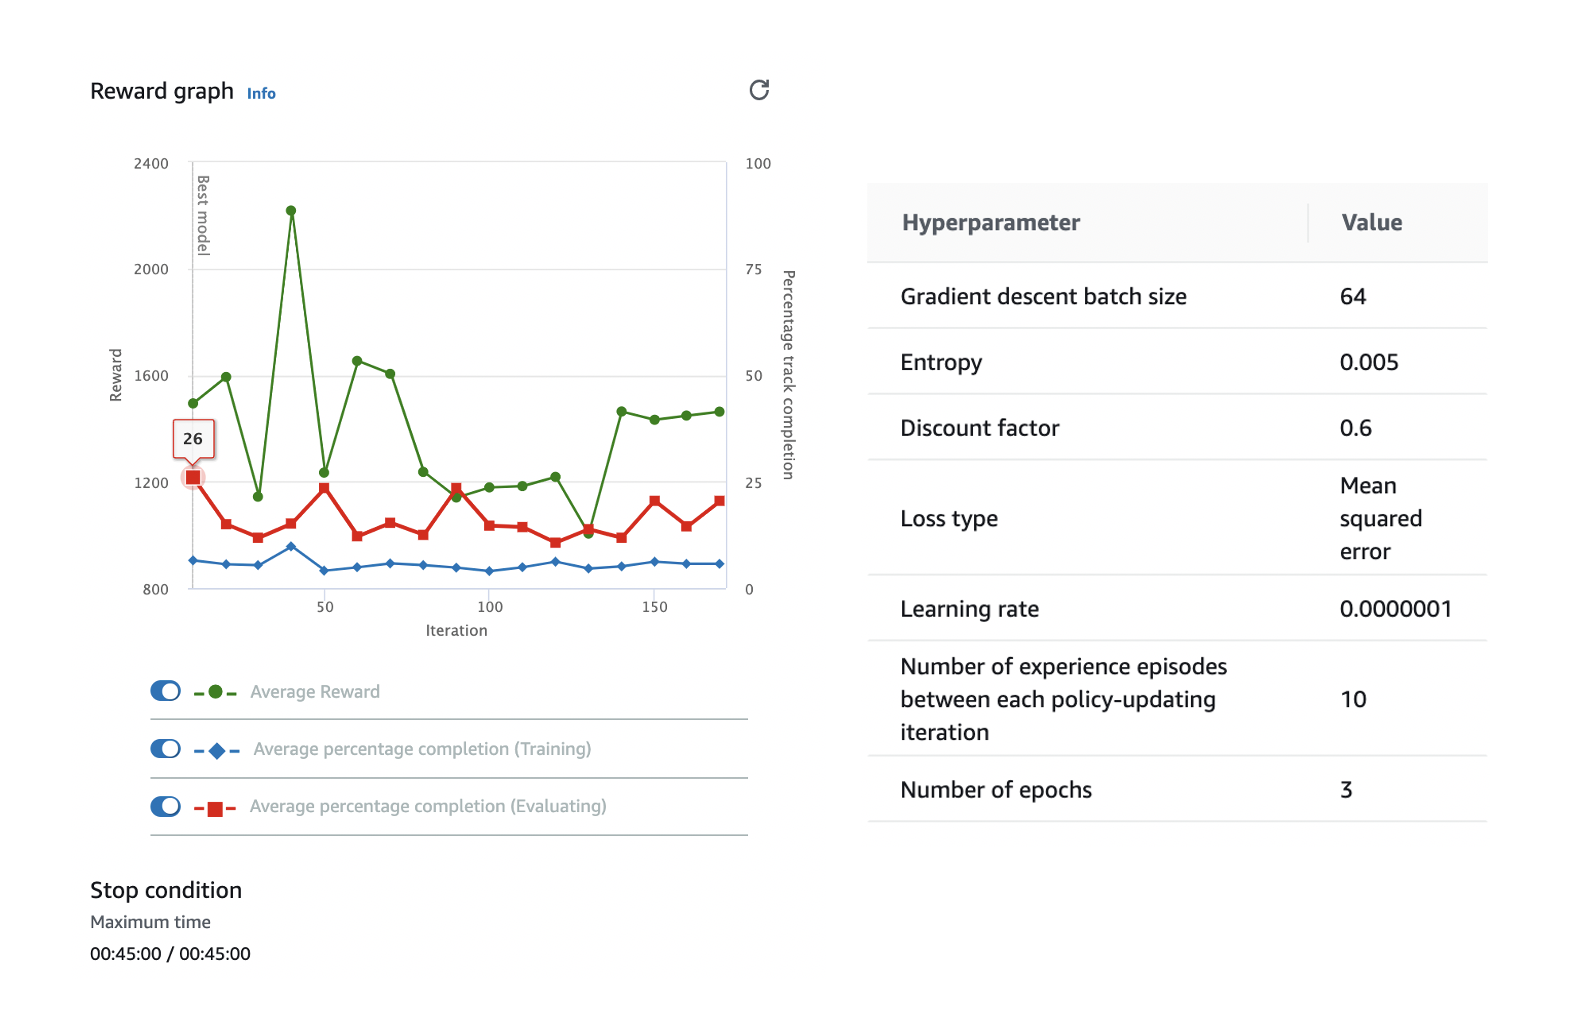 Reward graph Info
2400
2000
1600
1200
800
Reward
Best model
26
100
75
50
25
0
Percentage track completion
50 100 150
Iteration
Average Reward
Average percentage completion (Training)
Average percentage completion (Evaluating)
Stop condition
Maximum time
00:45:00 / 00:45:00
Hyperparameter Value
Gradient descent batch size 64
Entropy 0.005
Discount factor 0.6
Loss type Mean
squared
error
Learning rate 0.0000001
Number of experience episodes
between each policy-updating 10
iteration
Number of epochs 3